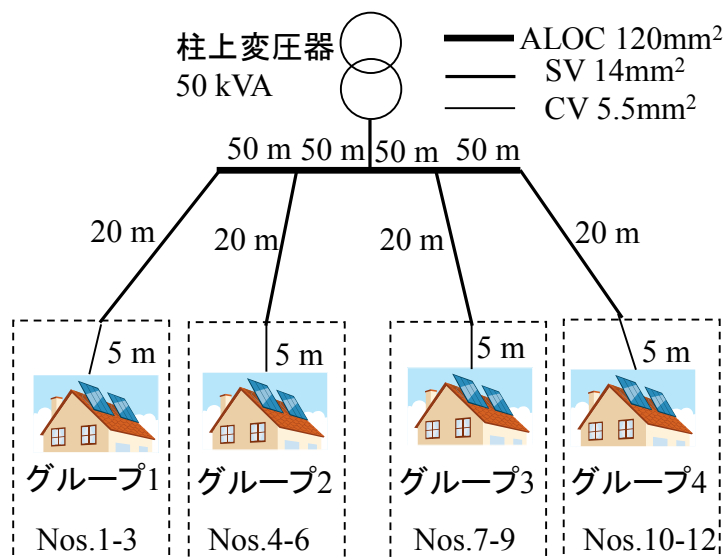 柱上変圧器
50 kVA
ALOC 120mm²
SV 14mm²
CV 5.5mm²
50 m 50 m 50 m 50 m
20 m 20 m 20 m 20 m
5 m 5 m 5 m 5 m
グループ1 グループ2 グループ3 グループ4
Nos.1-3 Nos.4-6 Nos.7-9 Nos.10-12